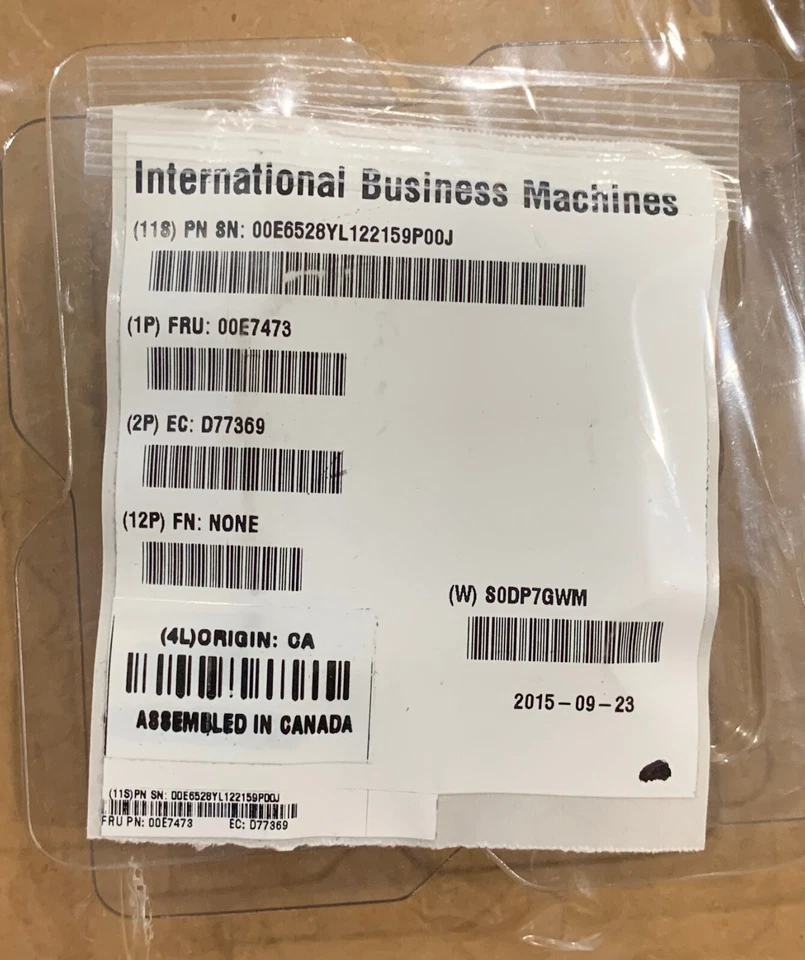 International Business Machines
(11S) PN SN: 00E6528YL122159P00J
(1P) FRU: 00E7473
(2P) EC: D77369
(12P) FN: NONE
(W) S0DP7GWM
(4L)ORIGIN: CA
ASSEMBLED IN CANADA
2015-09-23
(11S)PN SN: 00E6528YL122159P00J
FRU PN: 00E7473 EC: D77369